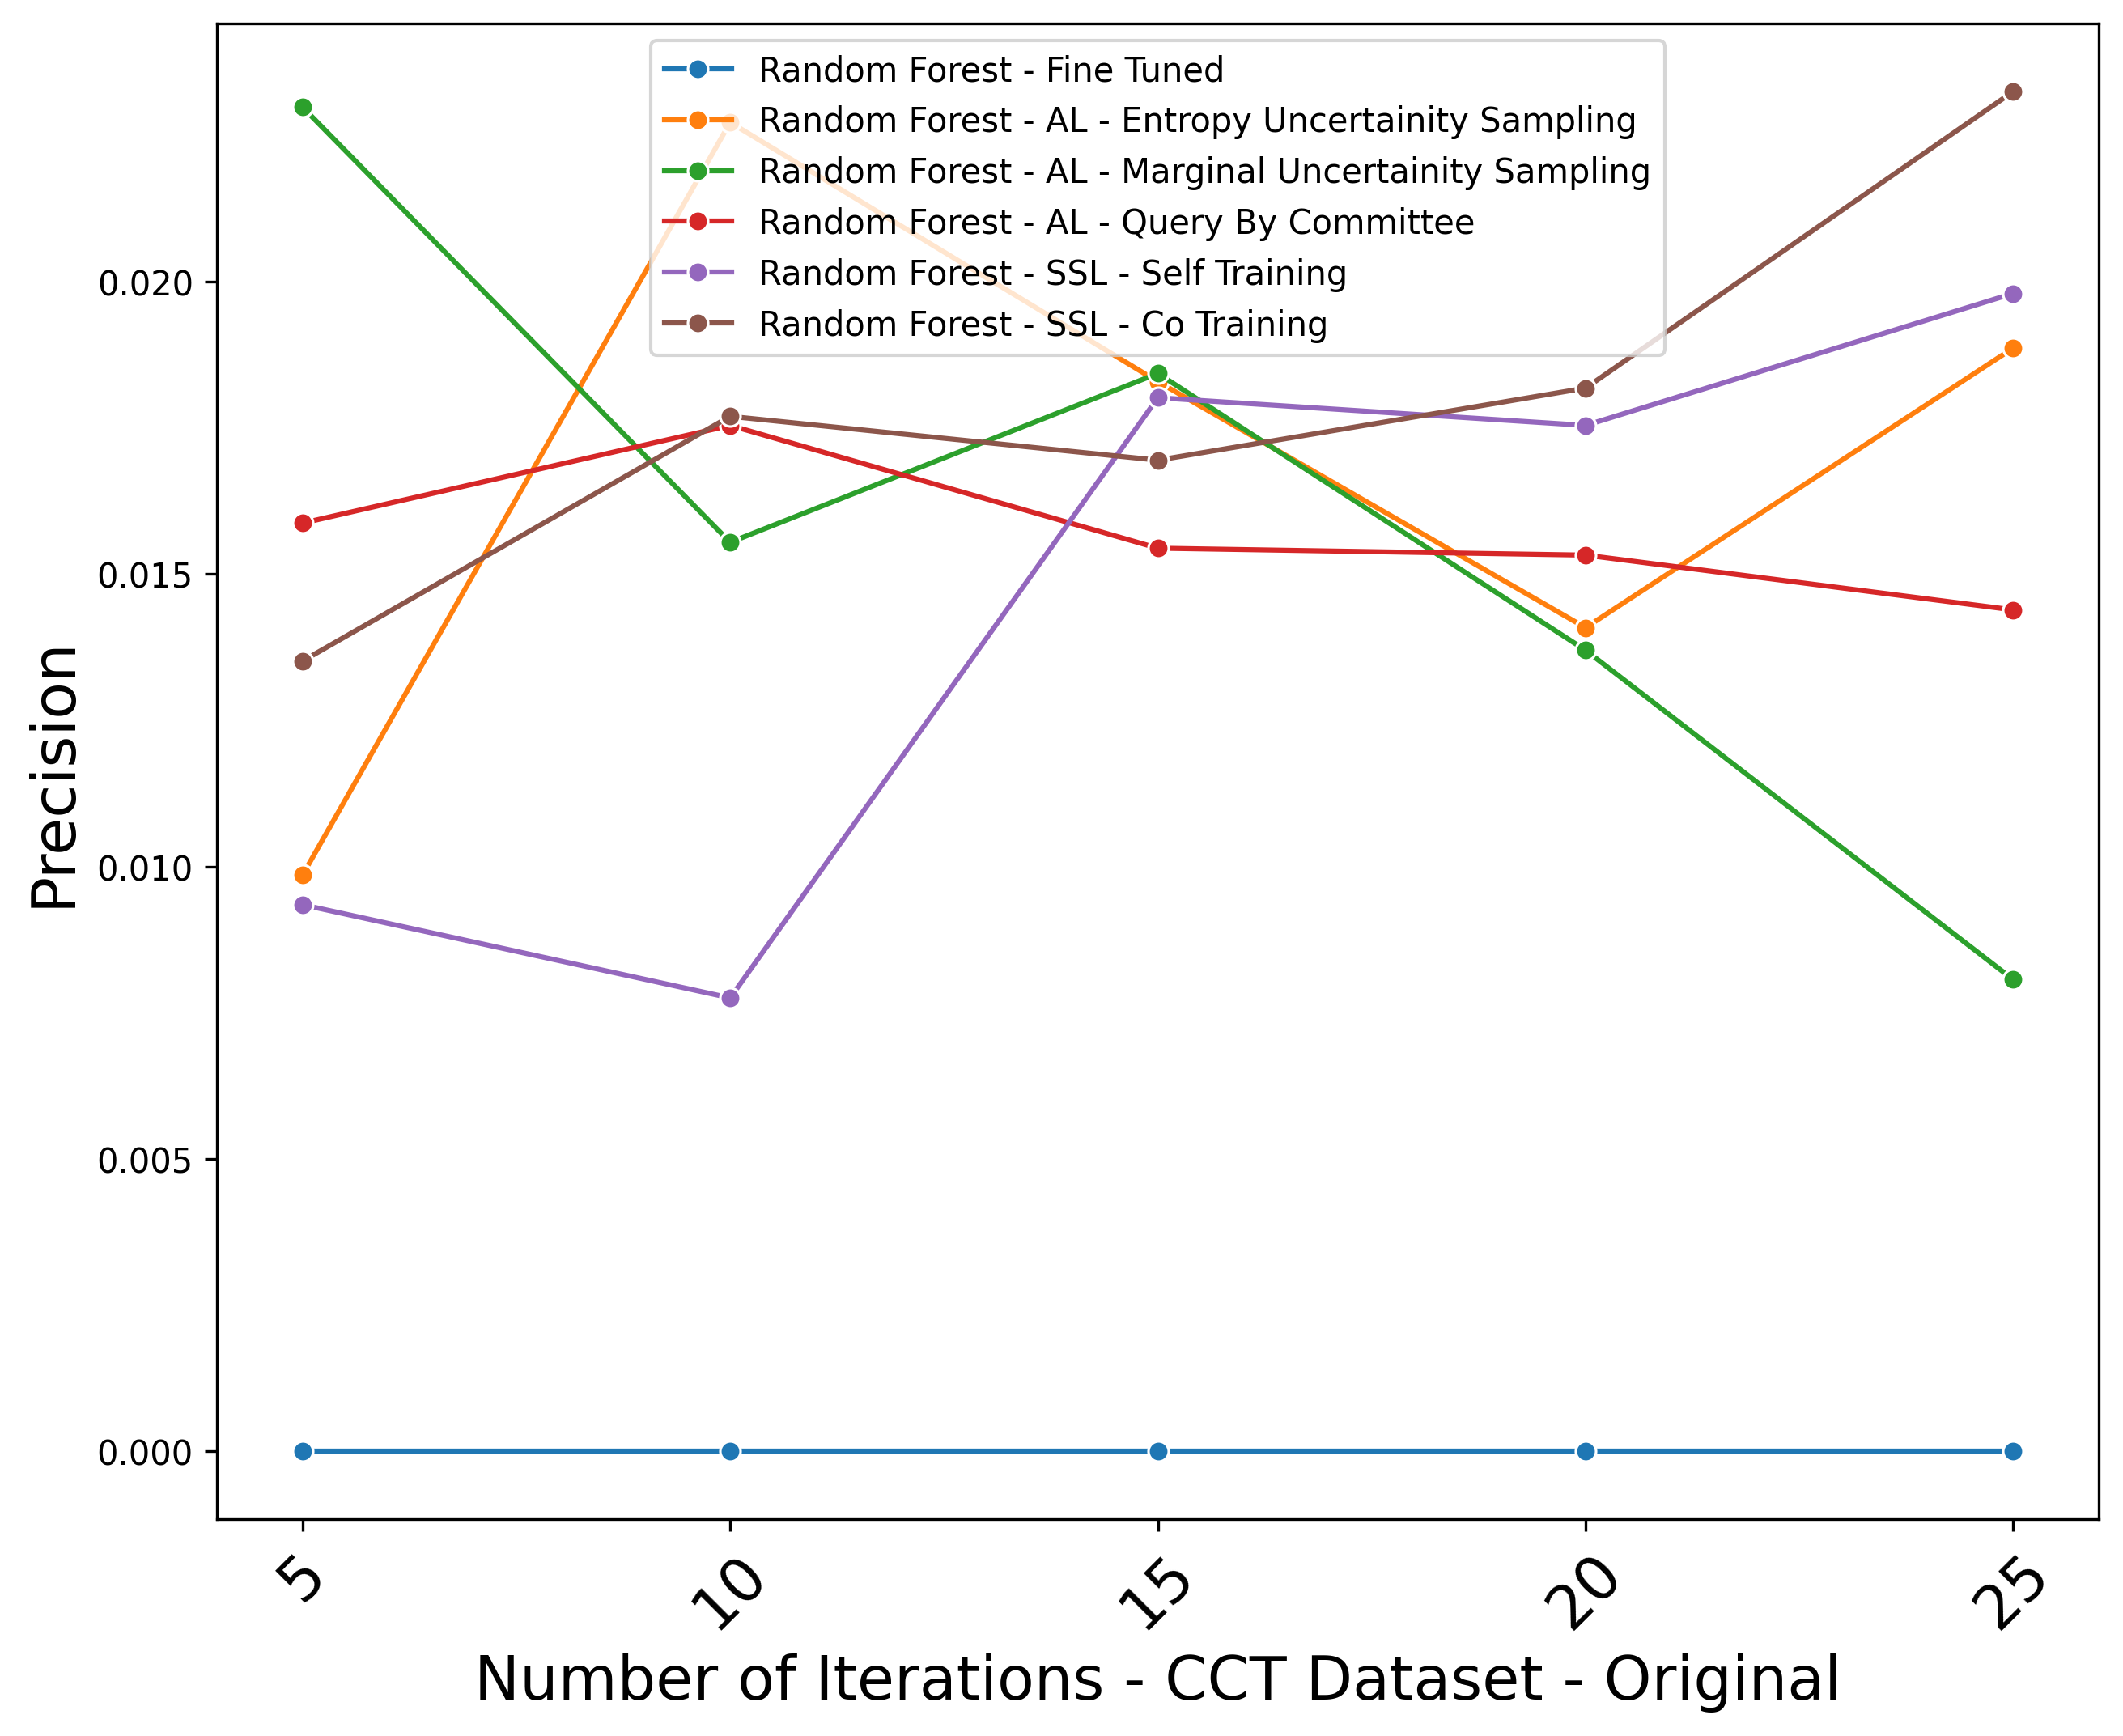 Random Forest - Fine Tuned
Random Forest - AL - Entropy Uncertainity Sampling
Random Forest - AL - Marginal Uncertainity Sampling
Random Forest - AL - Query By Committee
Random Forest - SSL - Self Training
Random Forest - SSL - Co Training
0.020
0.015
0.010
0.005
0.000
Precision
5
10
15
20
25
Number of Iterations - CCT Dataset - Original